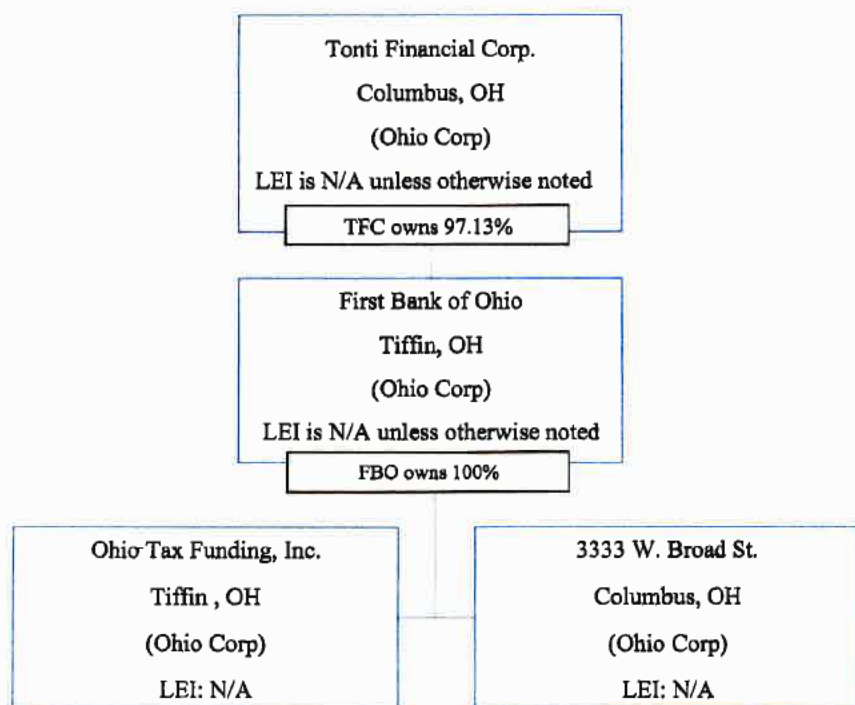 Tonti Financial Corp.
Columbus, OH
(Ohio Corp)
LEI is N/A unless otherwise noted
TFC owns 97.13%
First Bank of Ohio
Tiffin, OH
(Ohio Corp)
LEI is N/A unless otherwise noted
FBO owns 100%
Ohio Tax Funding, Inc.
Tiffin , OH
(Ohio Corp)
LEI: N/A
3333 W. Broad St.
Columbus, OH
(Ohio Corp)
LEI: N/A